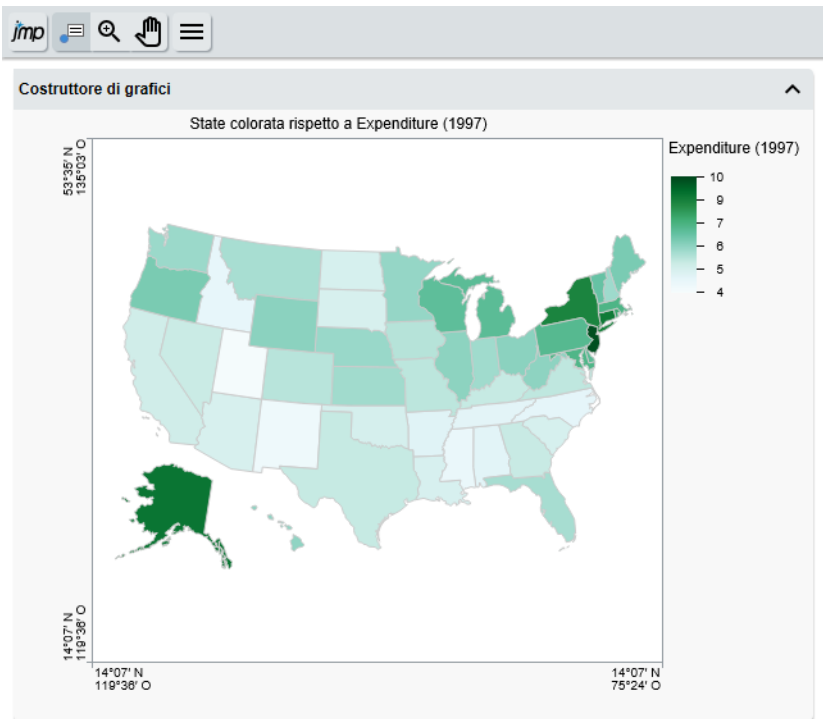 jmp
Costruttore di grafici
State colorata rispetto a Expenditure (1997)
53°35' N
135°03' O
Expenditure (1997)
10
9
7
6
5
4
14°07' N
119°36' O
14°07' N
119°36' O
14°07' N
75°24' O